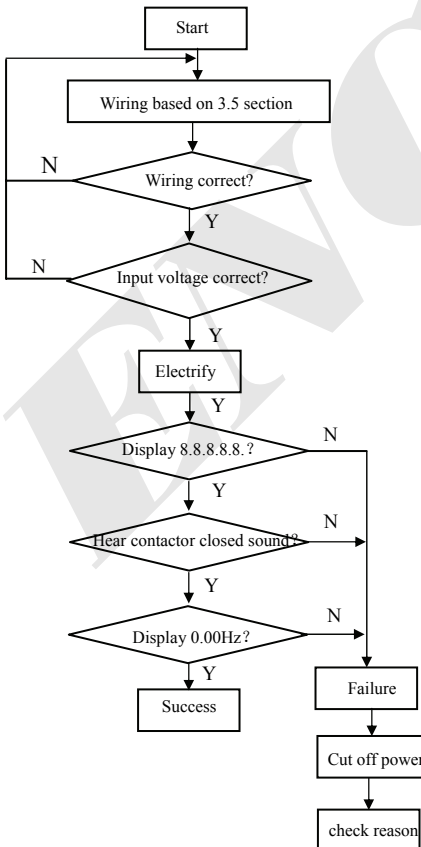 Start
Wiring based on 3.5 section
N
Wiring correct?
Y
N
Input voltage correct?
Y
Electrify
Y
N
Display 8.8.8.8.8.?
Y
N
Hear contactor closed sound?
Y
N
Display 0.00Hz?
Y
Failure
Success
Cut off power
check reason
ENC